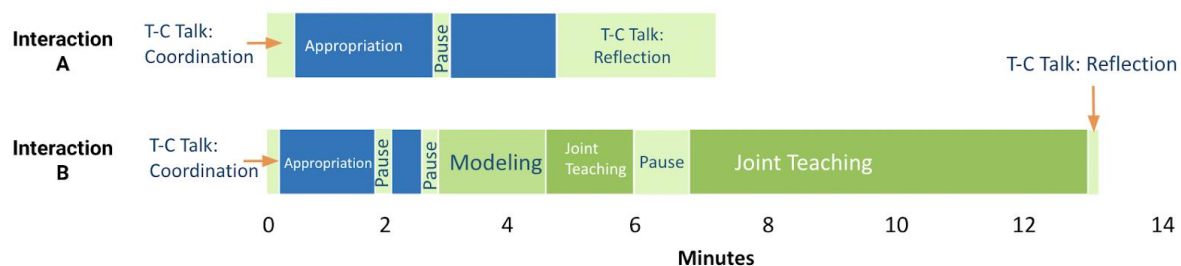 Interaction
A
T-C Talk:
Coordination
Appropriation
Pause
T-C Talk:
Reflection
T-C Talk: Reflection
Interaction
B
T-C Talk:
Coordination
Appropriation
Pause
Pause
Modeling
Joint
Teaching
Pause
Joint Teaching
0 2 4 6 8 10 12 14
Minutes